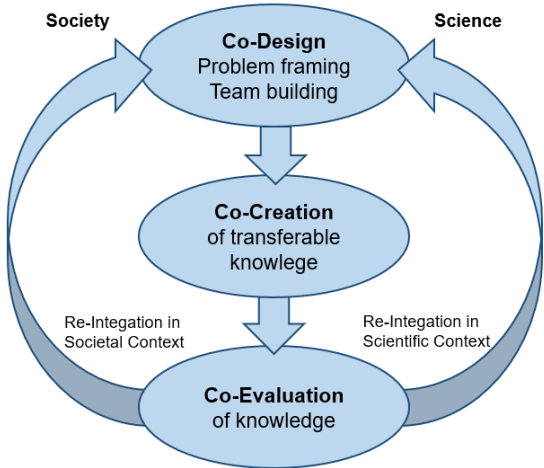 Society
Science
Co-Design
Problem framing
Team building
Co-Creation
of transferable
knowlege
Re-Integation in
Societal Context
Re-Integation in
Scientific Context
Co-Evaluation
of knowledge